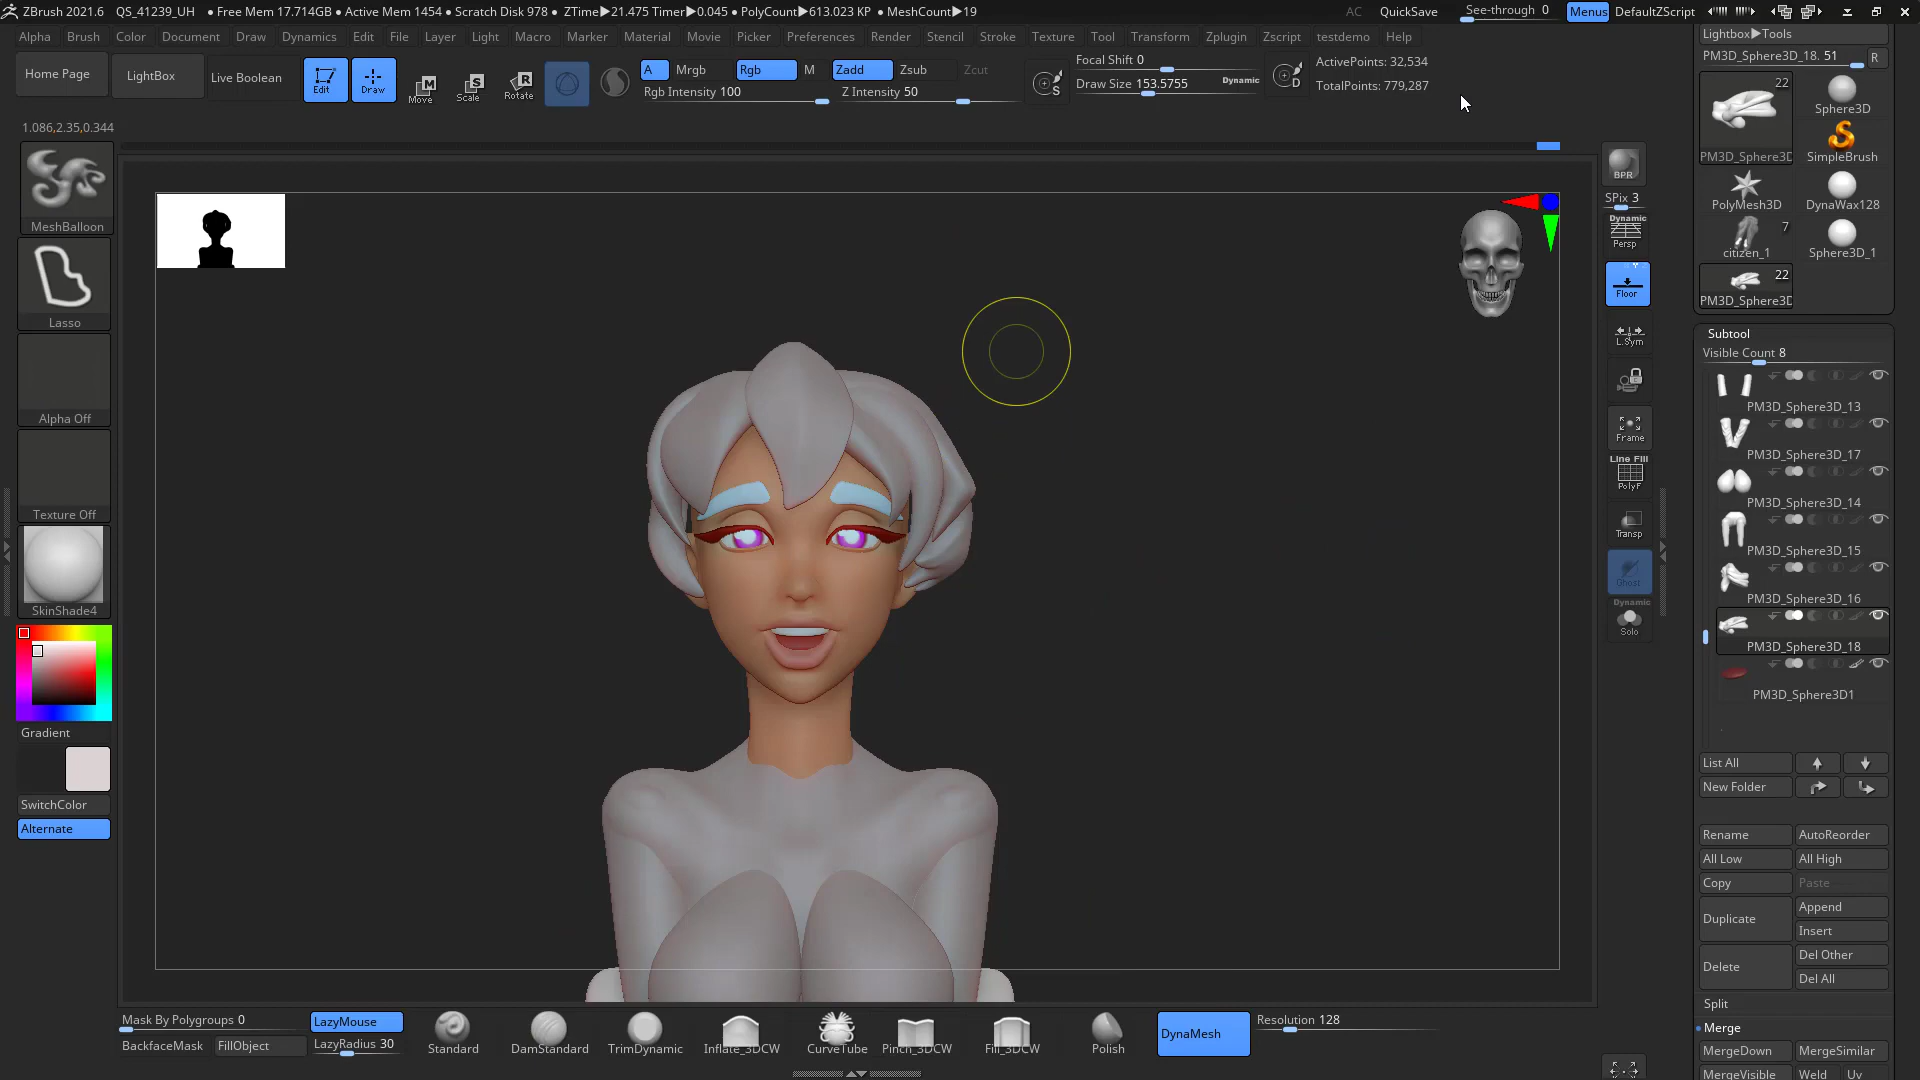 ZBrush 2021.6 QS_41239_UH • Free Mem 17.714GB • Active Mem 1454 • Scratch Disk 978 • ZTime▶21.475 Timer▶0.045 • PolyCount▶613.023 KP • MeshCount▶19 AC QuickSave See-through 0 Menus DefaultZScript
Alpha Brush Color Document Draw Dynamics Edit File Layer Light Macro Marker Material Movie Picker Preferences Render Stencil Stroke Texture Tool Transform Zplugin Zscript testdemo Help
Home Page LightBox Live Boolean Edit Draw Move Scale Rotate
A Mrgb Rgb M Zadd Zsub Zcut
Rgb Intensity 100 Z Intensity 50
S Focal Shift 0
Draw Size 153.5755 Dynamic
D ActivePoints: 32,534
TotalPoints: 779,287
1.086,2.35,0.344
MeshBalloon
Lasso
Alpha Off
Texture Off
SkinShade4
Gradient
SwitchColor
Alternate
BPR
SPix 3
Dynamic
Persp
Floor
L.Sym
Frame
Line Fill
PolyF
Transp
Ghost
Dynamic
Solo
Lightbox▶Tools
PM3D_Sphere3D_18. 51 R
22
PM3D_Sphere3D
Sphere3D
SimpleBrush
PolyMesh3D
DynaWax128
7
citizen_1
Sphere3D_1
22
PM3D_Sphere3D
Subtool
Visible Count 8
PM3D_Sphere3D_13
PM3D_Sphere3D_17
PM3D_Sphere3D_14
PM3D_Sphere3D_15
PM3D_Sphere3D_16
PM3D_Sphere3D_18
PM3D_Sphere3D1
List All
New Folder
Rename AutoReorder
All Low All High
Copy Paste
Duplicate Append
Insert
Delete Del Other
Del All
Split
Merge
MergeDown MergeSimilar
MergeVisible Weld Uv
Mask By Polygroups 0
BackfaceMask FillObject
LazyMouse
LazyRadius 30
Standard DamStandard TrimDynamic Inflate_3DCW CurveTube Pinch_3DCW Fill_3DCW Polish
DynaMesh
Resolution 128